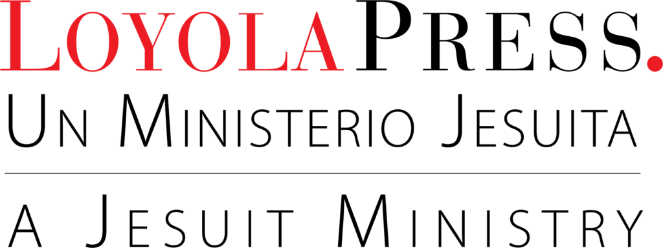 LOYOLAPRESS.
UN MINISTERIO JESUITA
A JESUIT MINISTRY